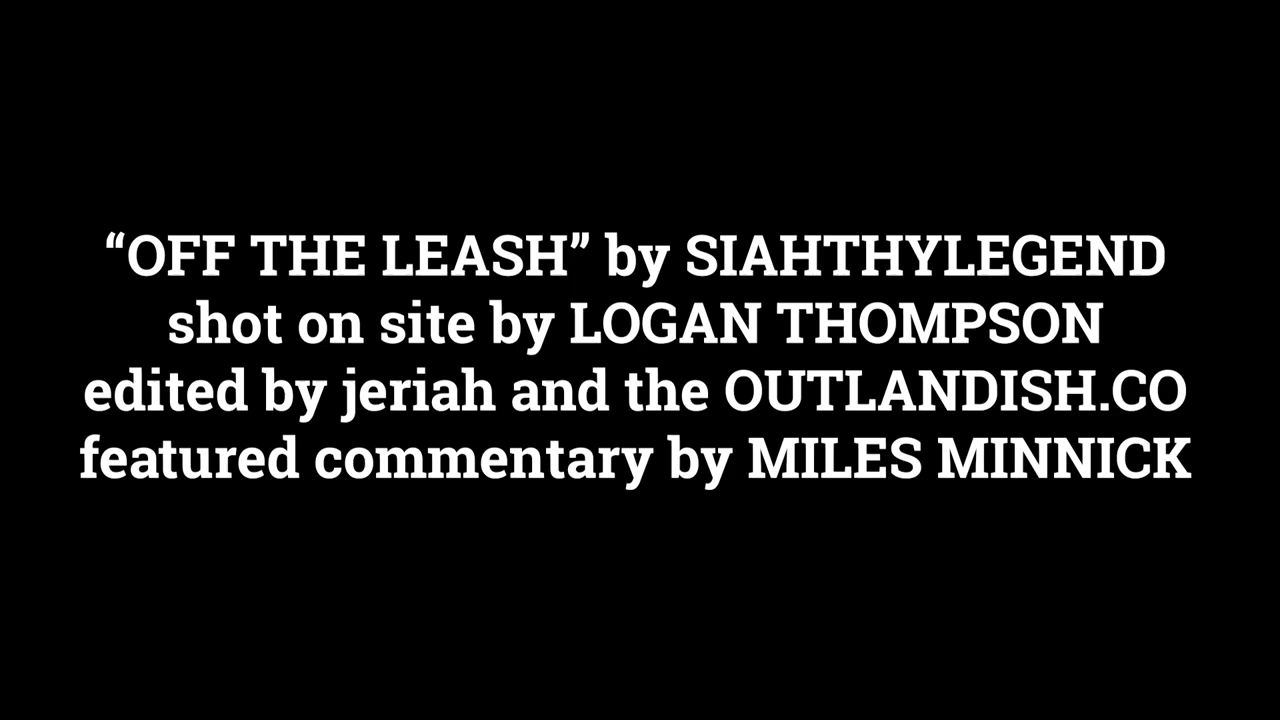 “OFF THE LEASH” by SIAHTHYLEGEND
shot on site by LOGAN THOMPSON
edited by jeriah and the OUTLANDISH.CO
featured commentary by MILES MINNICK